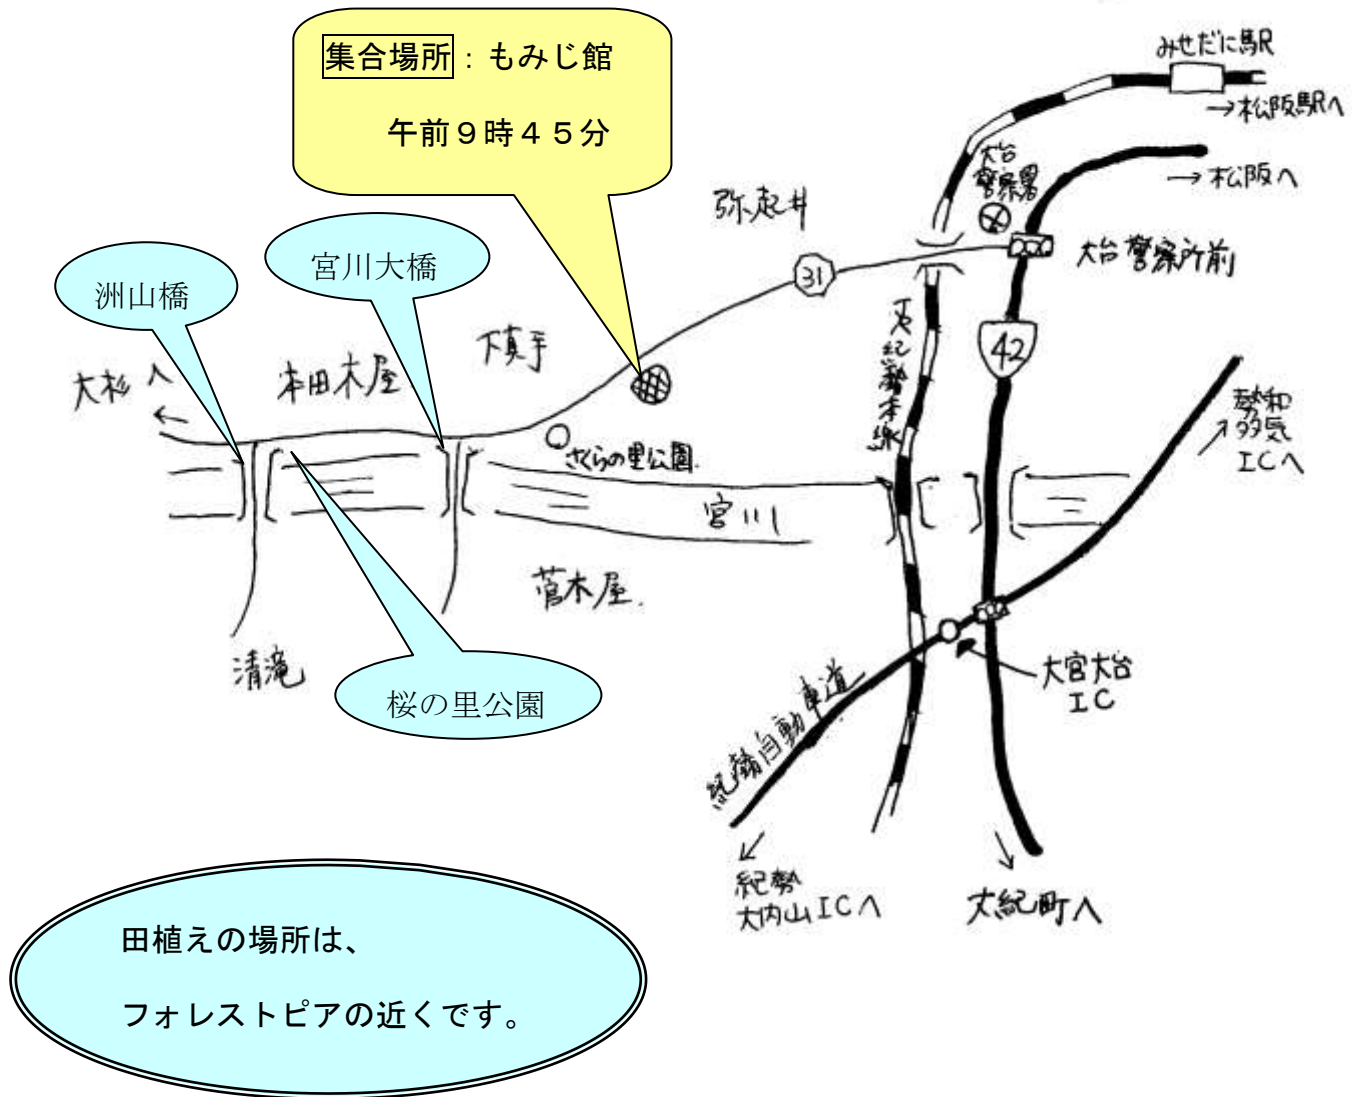 集合場所：もみじ館
午前９時４５分
みせだに駅
→松阪駅へ
大台
警察署
→松阪へ
弥起井
31
大台警察所前
宮川大橋
洲山橋
下真手
本田木屋
大杉へ
42
紀勢本線
勢和
多気
ICへ
さくらの里公園
宮川
菅木屋
清滝
桜の里公園
大宮大台
IC
紀勢自動車道
紀勢
大内山ICへ
大紀町へ
田植えの場所は、
フォレストピアの近くです。